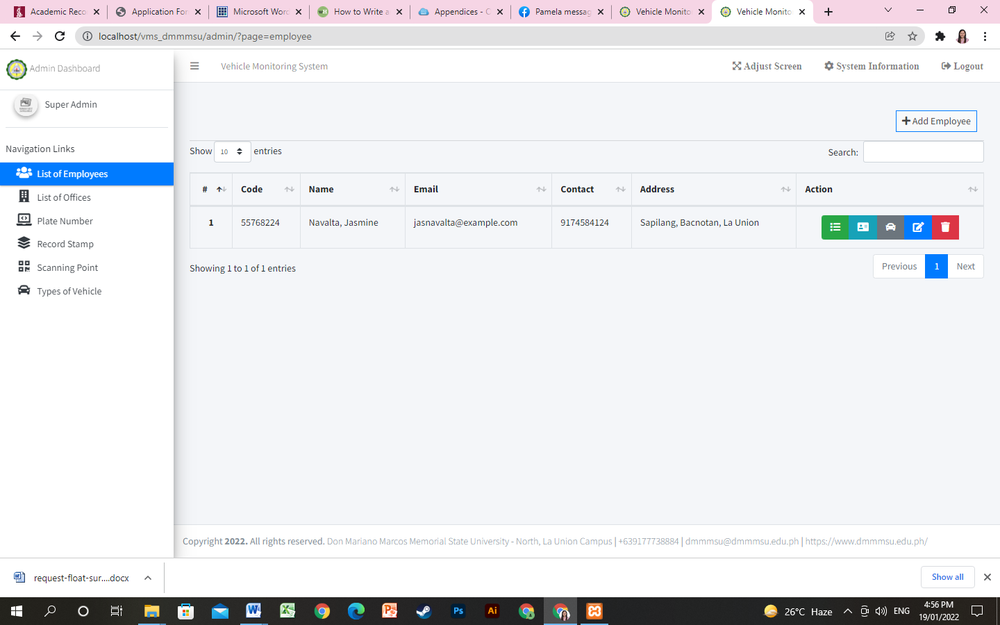 Academic Reco
Application For
Microsoft Word
How to Write a
Appendices - C
Pamela messag
Vehicle Monito
Vehicle Monito
localhost/vms_dmmmsu/admin/?page=employee
Admin Dashboard
Vehicle Monitoring System
Adjust Screen
System Information
Logout
Super Admin
Navigation Links
List of Employees
List of Offices
Plate Number
Record Stamp
Scanning Point
Types of Vehicle
Add Employee
Show 10 entries
Search:
# Code Name Email Contact Address Action
1 55768224 Navalta, Jasmine jasnavalta@example.com 9174584124 Sapilang, Bacnotan, La Union
Showing 1 to 1 of 1 entries
Previous 1 Next
Copyright 2022. All rights reserved. Don Mariano Marcos Memorial State University - North, La Union Campus | +639177738884 | dmmmsu@dmmmsu.edu.ph | https://www.dmmmsu.edu.ph/
request-float-sur....docx
Show all
26°C Haze
ENG
4:56 PM
19/01/2022